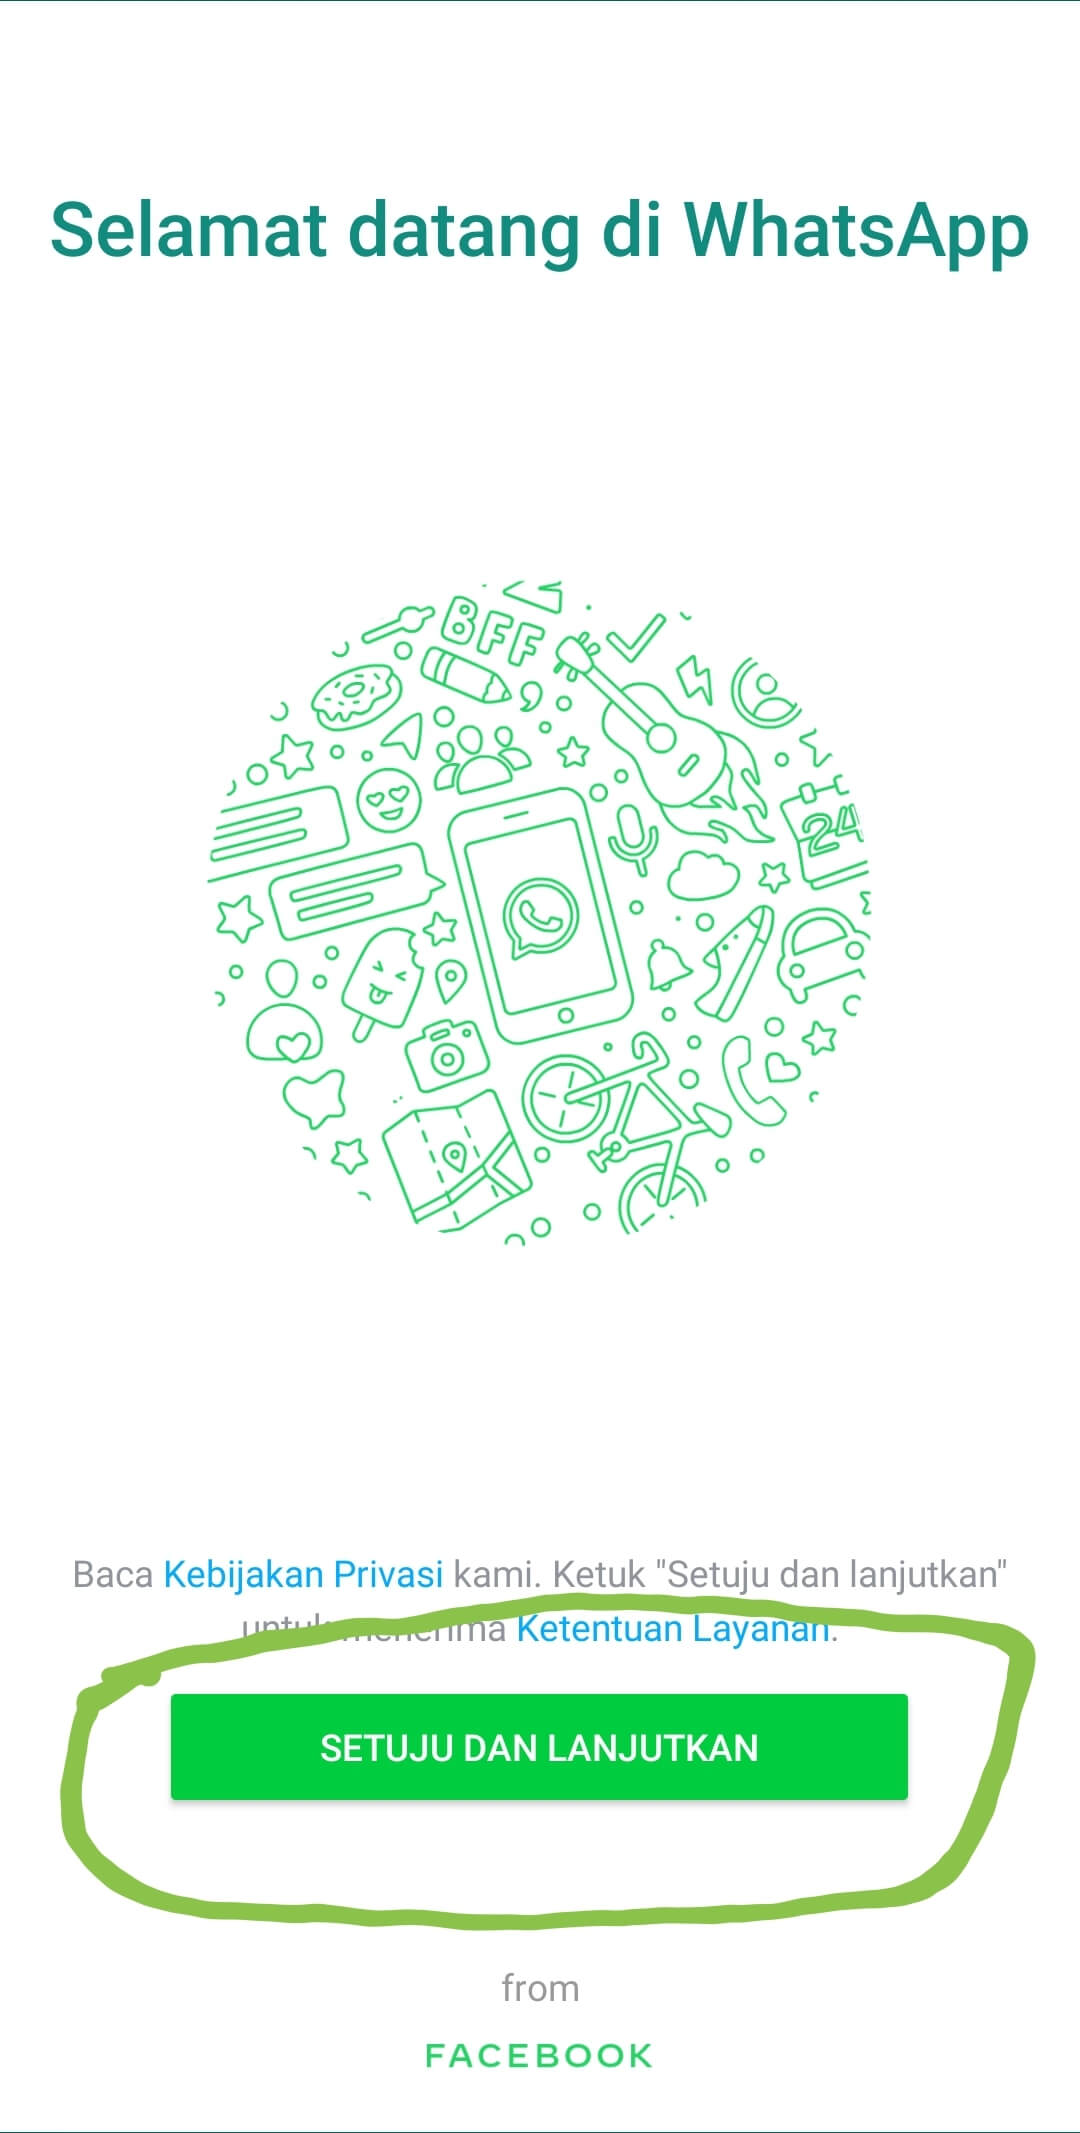 Selamat datang di WhatsApp
BFF
24
Baca Kebijakan Privasi kami. Ketuk "Setuju dan lanjutkan"
untuk menerima Ketentuan Layanan.
SETUJU DAN LANJUTKAN
from
FACEBOOK